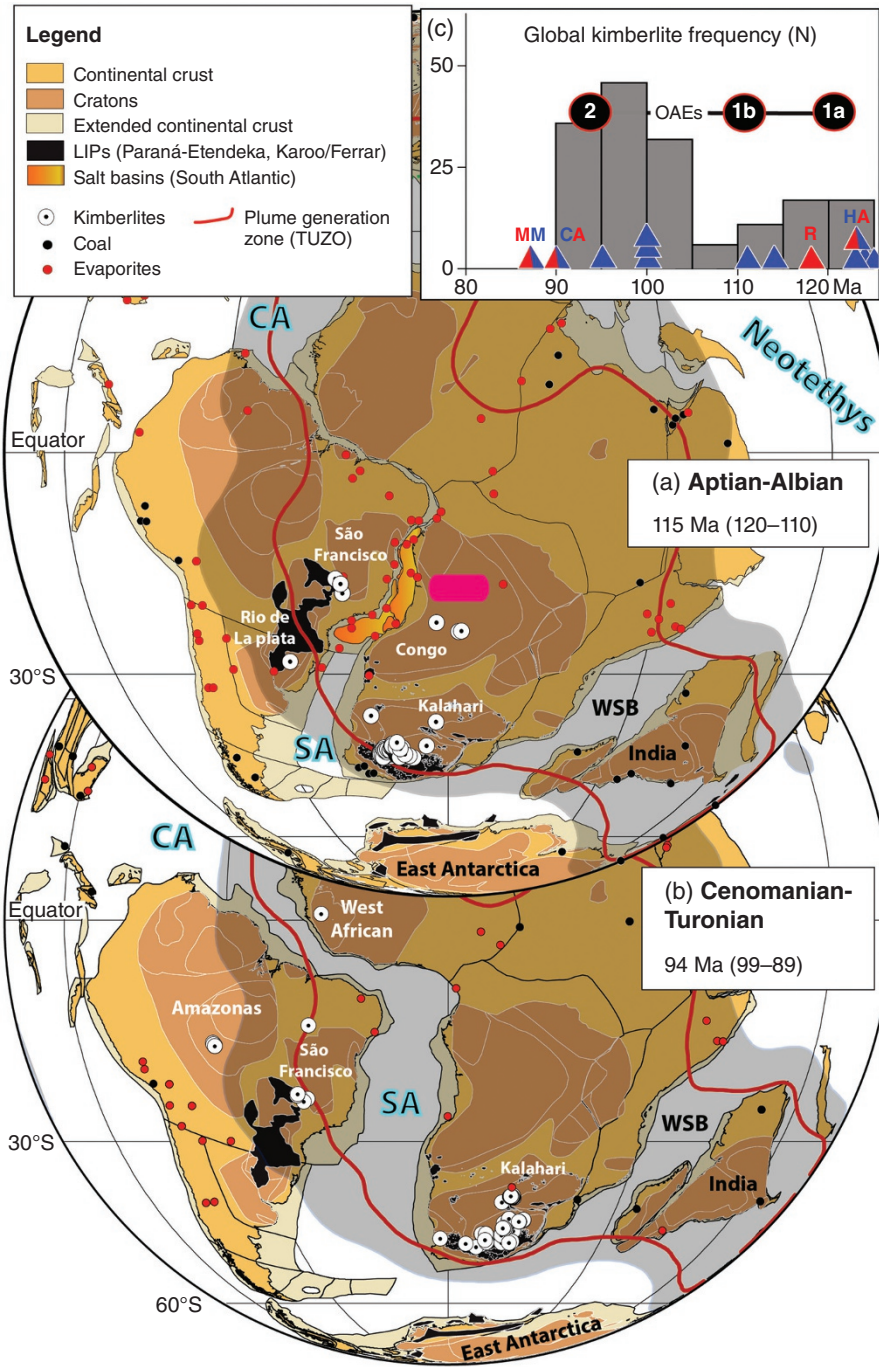 Legend
Continental crust
Cratons
Extended continental crust
LIPs (Paraná-Etendeka, Karoo/Ferrar)
Salt basins (South Atlantic)
Kimberlites
Coal
Evaporites
Plume generation
zone (TUZO)
(c)
Global kimberlite frequency (N)
50
25
0
2
OAEs
1b
1a
MM
CA
R
HA
80
90
100
110
120 Ma
CA
Neotethys
Equator
(a) Aptian-Albian
115 Ma (120–110)
São
Francisco
Rio de
La plata
Congo
30°S
Kalahari
WSB
SA
India
East Antarctica
CA
Equator
West
African
(b) Cenomanian-
Turonian
94 Ma (99–89)
Amazonas
São
Francisco
SA
WSB
30°S
Kalahari
India
60°S
East Antarctica